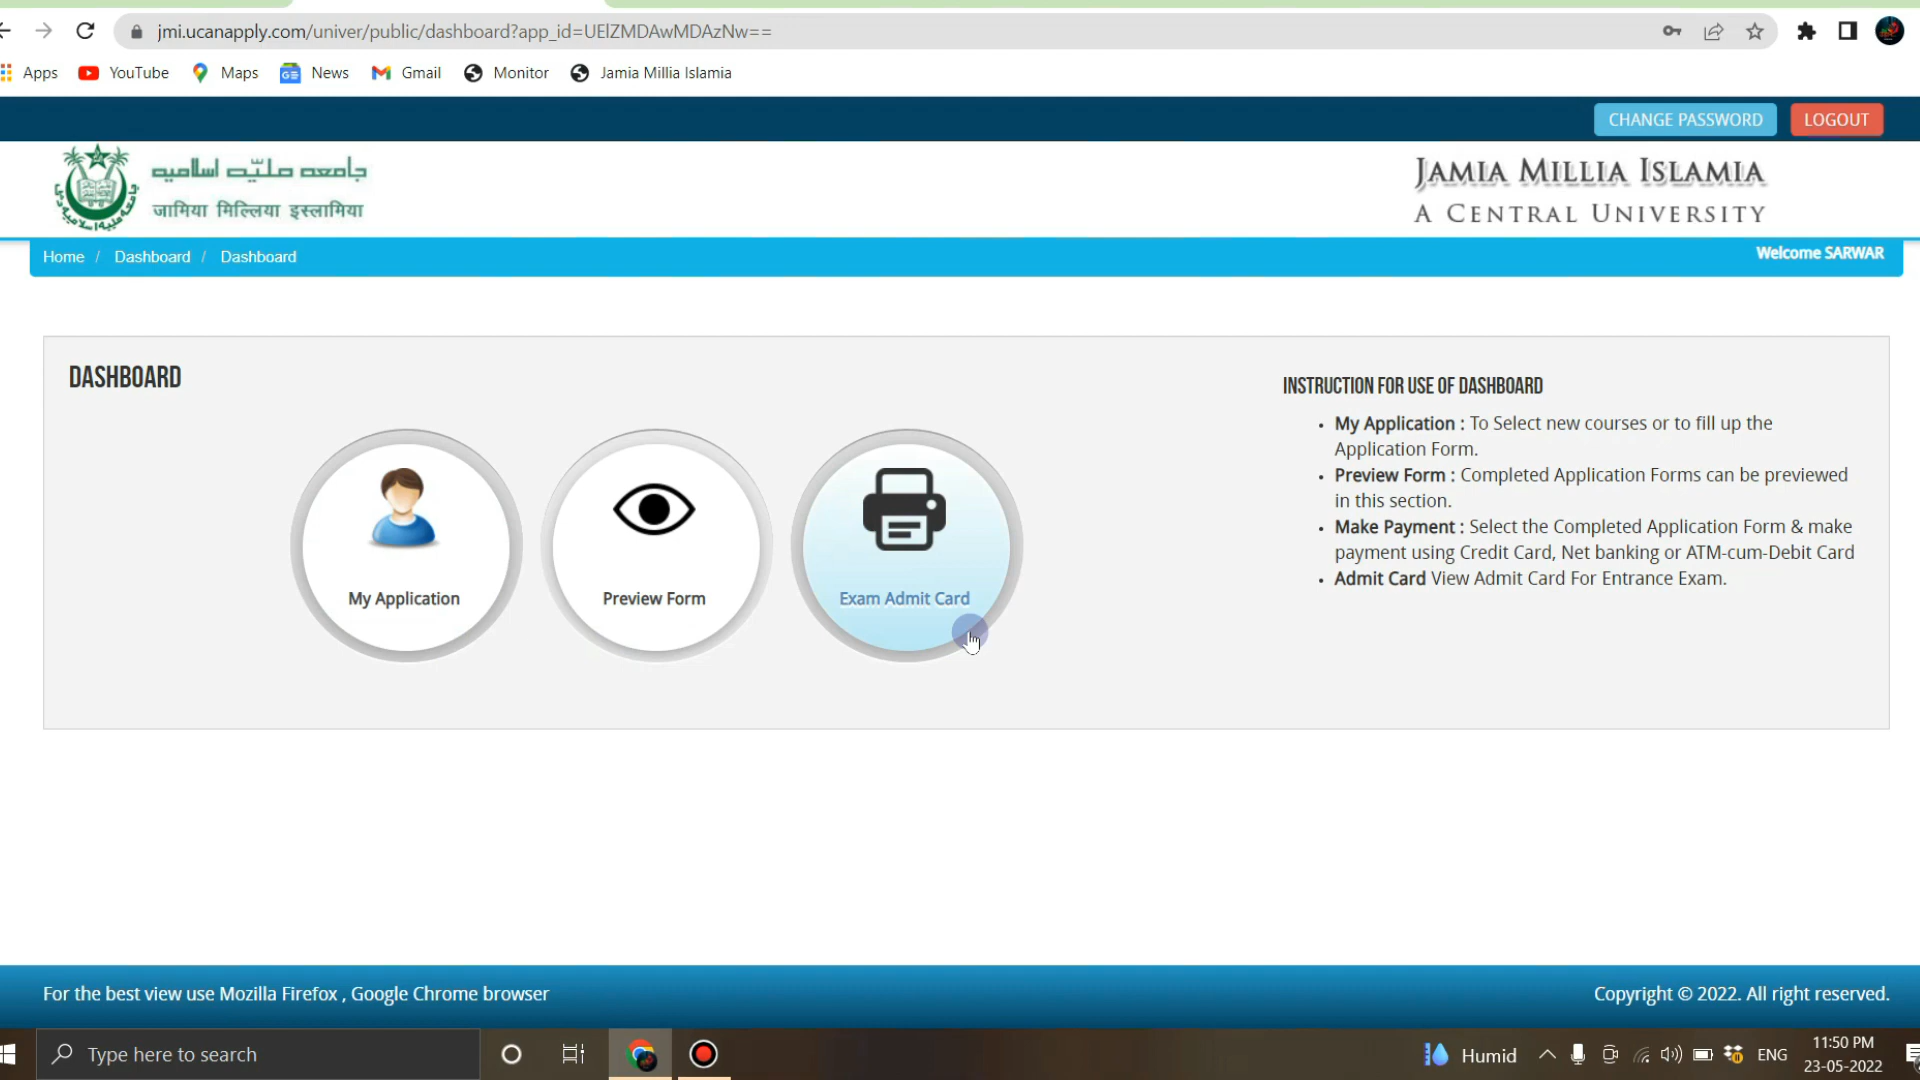 jmi.ucanapply.com/univer/public/dashboard?app_id=UElZMDAwMDAzNw==
Apps YouTube Maps News Gmail Monitor Jamia Millia Islamia
CHANGE PASSWORD LOGOUT
جامعه ملیّہ اسلامیہ
जामिया मिल्लिया इस्लामिया
JAMIA MILLIA ISLAMIA
A CENTRAL UNIVERSITY
Home / Dashboard / Dashboard
Welcome SARWAR
DASHBOARD
My Application
Preview Form
Exam Admit Card
INSTRUCTION FOR USE OF DASHBOARD
• My Application : To Select new courses or to fill up the
Application Form.
• Preview Form : Completed Application Forms can be previewed
in this section.
• Make Payment : Select the Completed Application Form & make
payment using Credit Card, Net banking or ATM-cum-Debit Card
• Admit Card View Admit Card For Entrance Exam.
For the best view use Mozilla Firefox , Google Chrome browser
Copyright © 2022. All right reserved.
Type here to search
Humid
ENG
11:50 PM
23-05-2022